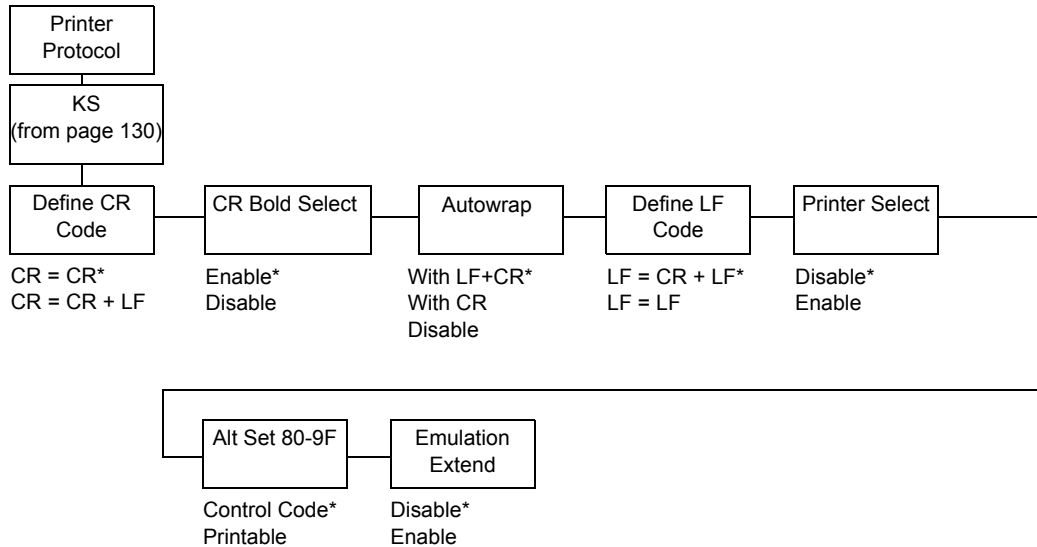 Printer
Protocol
KS
(from page 130)
Define CR
Code
CR = CR*
CR = CR + LF
CR Bold Select
Enable*
Disable
Autowrap
With LF+CR*
With CR
Disable
Define LF
Code
LF = CR + LF*
LF = LF
Printer Select
Disable*
Enable
Alt Set 80-9F
Control Code*
Printable
Emulation
Extend
Disable*
Enable